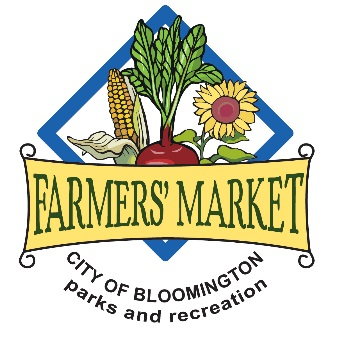 FARMERS' MARKET
CITY OF BLOOMINGTON
parks and recreation